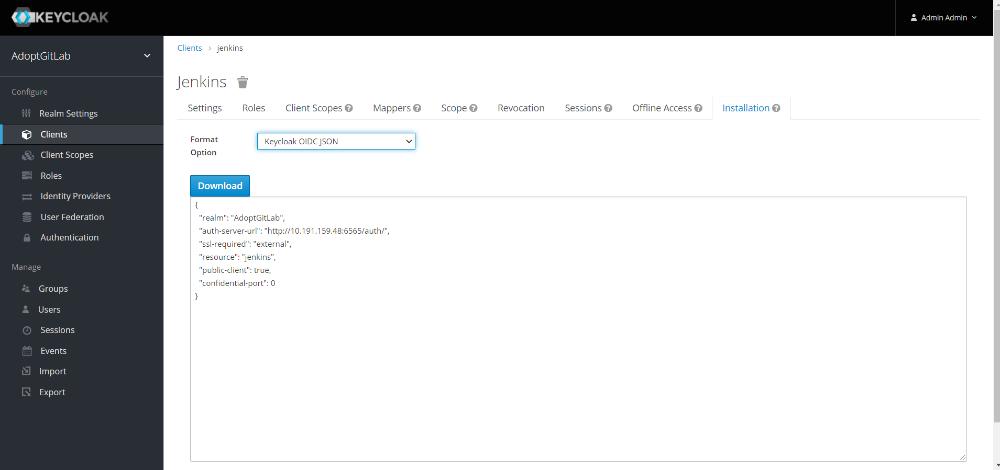 KEYCLOAK
Admin Admin
AdoptGitLab
Configure
Realm Settings
Clients
Client Scopes
Roles
Identity Providers
User Federation
Authentication
Manage
Groups
Users
Sessions
Events
Import
Export
Clients > jenkins
Jenkins
Settings Roles Client Scopes Mappers Scope Revocation Sessions Offline Access Installation
Format
Option
Keycloak OIDC JSON
Download
{
"realm": "AdoptGitLab",
"auth-server-url": "http://10.191.159.48:6565/auth/",
"ssl-required": "external",
"resource": "jenkins",
"public-client": true,
"confidential-port": 0
}